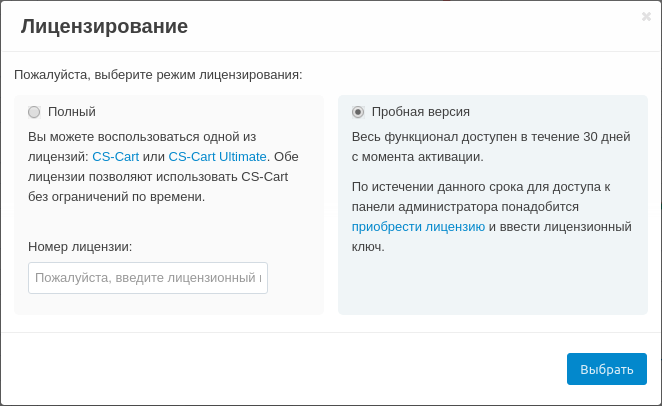 Лицензирование
Пожалуйста, выберите режим лицензирования:
Полный
Вы можете воспользоваться одной из
лицензий: CS-Cart или CS-Cart Ultimate. Обе
лицензии позволяют использовать CS-Cart
без ограничений по времени.
Номер лицензии:
Пожалуйста, введите лицензионный
Пробная версия
Весь функционал доступен в течение 30 дней
с момента активации.
По истечении данного срока для доступа к
панели администратора понадобится
приобрести лицензию и ввести лицензионный
ключ.
Выбрать